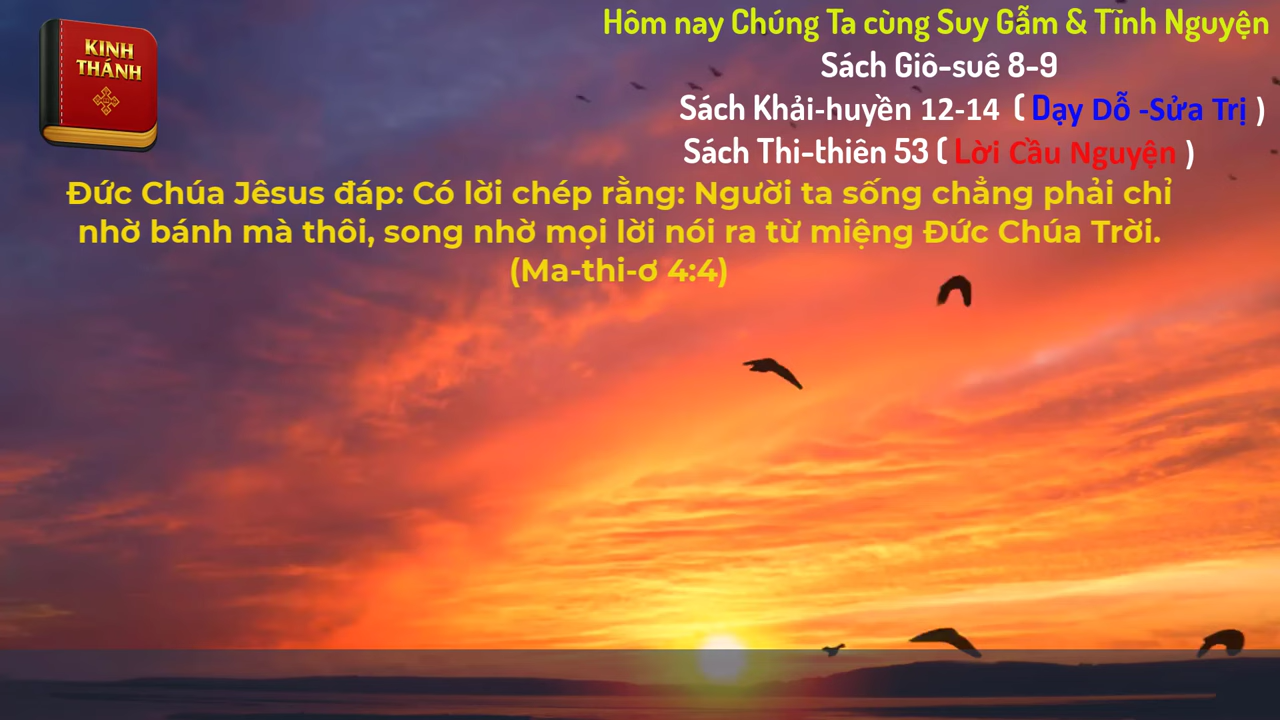 KINH
THÁNH
Hôm nay Chúng Ta cùng Suy Gẫm & Tĩnh Nguyện
Sách Giô-suê 8-9
Sách Khải-huyền 12-14 ( Dạy Dỗ -Sửa Trị )
Sách Thi-thiên 53 ( Lời Cầu Nguyện )
Đức Chúa Jêsus đáp: Có lời chép rằng: Người ta sống chẳng phải chỉ
nhờ bánh mà thôi, song nhờ mọi lời nói ra từ miệng Đức Chúa Trời.
(Ma-thi-ơ 4:4)